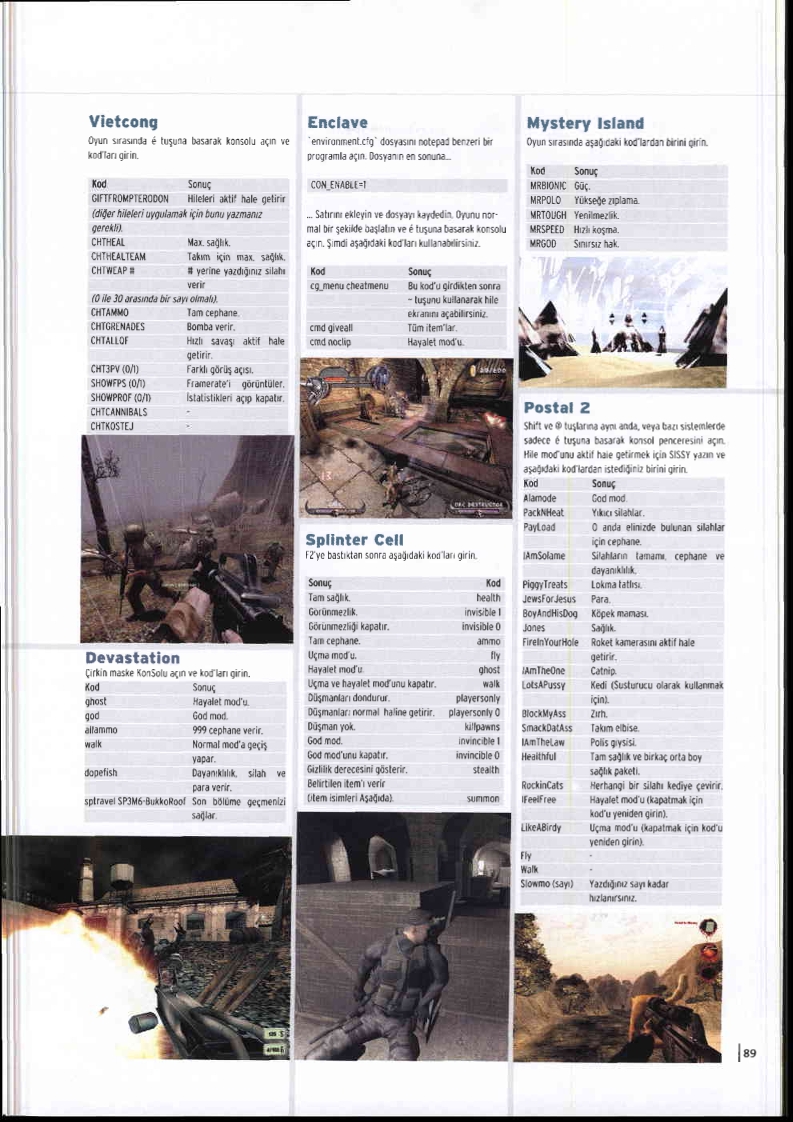 Vietcong
Oyun sırasında é tuşuna basarak konsolu açın ve
kod'ları girin.
Kod Sonuç
GIFTFROMPTERODON Hileleri aktif hale getirir
(diğer hileleri uygulamak için bunu yazmanız
gerekli).
CHTHEAL Max. sağlık.
CHTHEALTEAM Takım için max. sağlık.
CHTWEAP # # yerine yazdığınız silahı
verir
(0 ile 30 arasında bir sayı olmalı).
CHTAMMO Tam cephane.
CHTGRENADES Bomba verir.
CHTALLOF Hızlı savaşı aktif hale
getirir.
CHT3PV (0/1) Farklı görüş açısı.
SHOWFPS (0/1) Framerate'i görüntüler.
SHOWPROF (0/1) İstatistikleri açıp kapatır.
CHTCANNIBALS -
CHTKOSTEJ -
Devastation
Çirkin maske KonSolu açın ve kod'ları girin.
Kod Sonuç
ghost Hayalet mod'u.
god God mod.
allammo 999 cephane verir.
walk Normal mod'a geçiş
yapar.
dopefish Dayanıklılık, silah ve
para verir.
sptravel SP3M6-BukkoRoof Son bölüme geçmenizi
sağlar.
Enclave
"environment.cfg" dosyasını notepad benzeri bir
programla açın. Dosyanın en sonuna...
CON_ENABLE=1
... Satırını ekleyin ve dosyayı kaydedin. Oyunu nor-
mal bir şekilde başlatın ve é tuşuna basarak konsolu
açın. Şimdi aşağıdaki kod'ları kullanabilirsiniz.
Kod Sonuç
cg_menu cheatmenu Bu kod'u girdikten sonra
- tuşunu kullanarak hile
ekranını açabilirsiniz.
cmd giveall Tüm item'lar.
cmd noclip Hayalet mod'u.
Splinter Cell
F2'ye bastıktan sonra aşağıdaki kod'ları girin.
Sonuç Kod
Tam sağlık. health
Görünmezlik. invisible 1
Görünmezliği kapatır. invisible 0
Tam cephane. ammo
Uçma mod'u. fly
Hayalet mod'u. ghost
Uçma ve hayalet mod'unu kapatır. walk
Düşmanları dondurur. playersonly
Düşmanları normal haline getirir. playersonly 0
Düşman yok. killpawns
God mod. invincible 1
God mod'unu kapatır. invincible 0
Gizlilik derecesini gösterir. stealth
Belirtilen item'ı verir
(item isimleri Aşağıda). summon
Mystery Island
Oyun sırasında aşağıdaki kod'lardan birini girin.
Kod Sonuç
MRBIONIC Güç.
MRPOLO Yükseğe zıplama.
MRTOUGH Yenilmezlik.
MRSPEED Hızlı koşma.
MRGOD Sınırsız hak.
Postal 2
Shift ve @ tuşlarına aynı anda, veya bazı sistemlerde
sadece é tuşuna basarak konsol penceresini açın.
Hile mod'unu aktif hale getirmek için SISSY yazın ve
aşağıdaki kod'lardan istediğiniz birini girin.
Kod Sonuç
Alamode God mod.
PackNHeat Yıkıcı silahlar.
PayLoad O anda elinizde bulunan silahlar
için cephane.
IAmSolame Silahların tamamı, cephane ve
dayanıklılık.
PiggyTreats Lokma tatlısı.
JewsForJesus Para.
BoyAndHisDog Köpek maması.
Jones Sağlık.
FireInYourHole Roket kamerasını aktif hale
getirir.
IAmTheOne Catnip.
LotsAPussy Kedi (Susturucu olarak kullanmak
için).
BlockMyAss Zırh.
SmackDatAss Takım elbise.
IAmTheLaw Polis giysisi.
Healthful Tam sağlık ve birkaç orta boy
sağlık paketi.
RockinCats Herhangi bir silahı kediye çevirir.
IFeelFree Hayalet mod'u (kapatmak için
kod'u yeniden girin).
LikeABirdy Uçma mod'u (kapatmak için kod'u
yeniden girin).
Fly -
Walk -
Slowmo (sayı) Yazdığınız sayı kadar
hızlanırsınız.
89